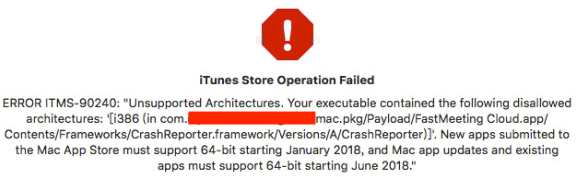 iTunes Store Operation Failed
ERROR ITMS-90240: "Unsupported Architectures. Your executable contained the following disallowed
architectures: '[i386 (in com.mac.pkg/Payload/FastMeeting Cloud.app/
Contents/Frameworks/CrashReporter.framework/Versions/A/CrashReporter)]'. New apps submitted to
the Mac App Store must support 64-bit starting January 2018, and Mac app updates and existing
apps must support 64-bit starting June 2018."